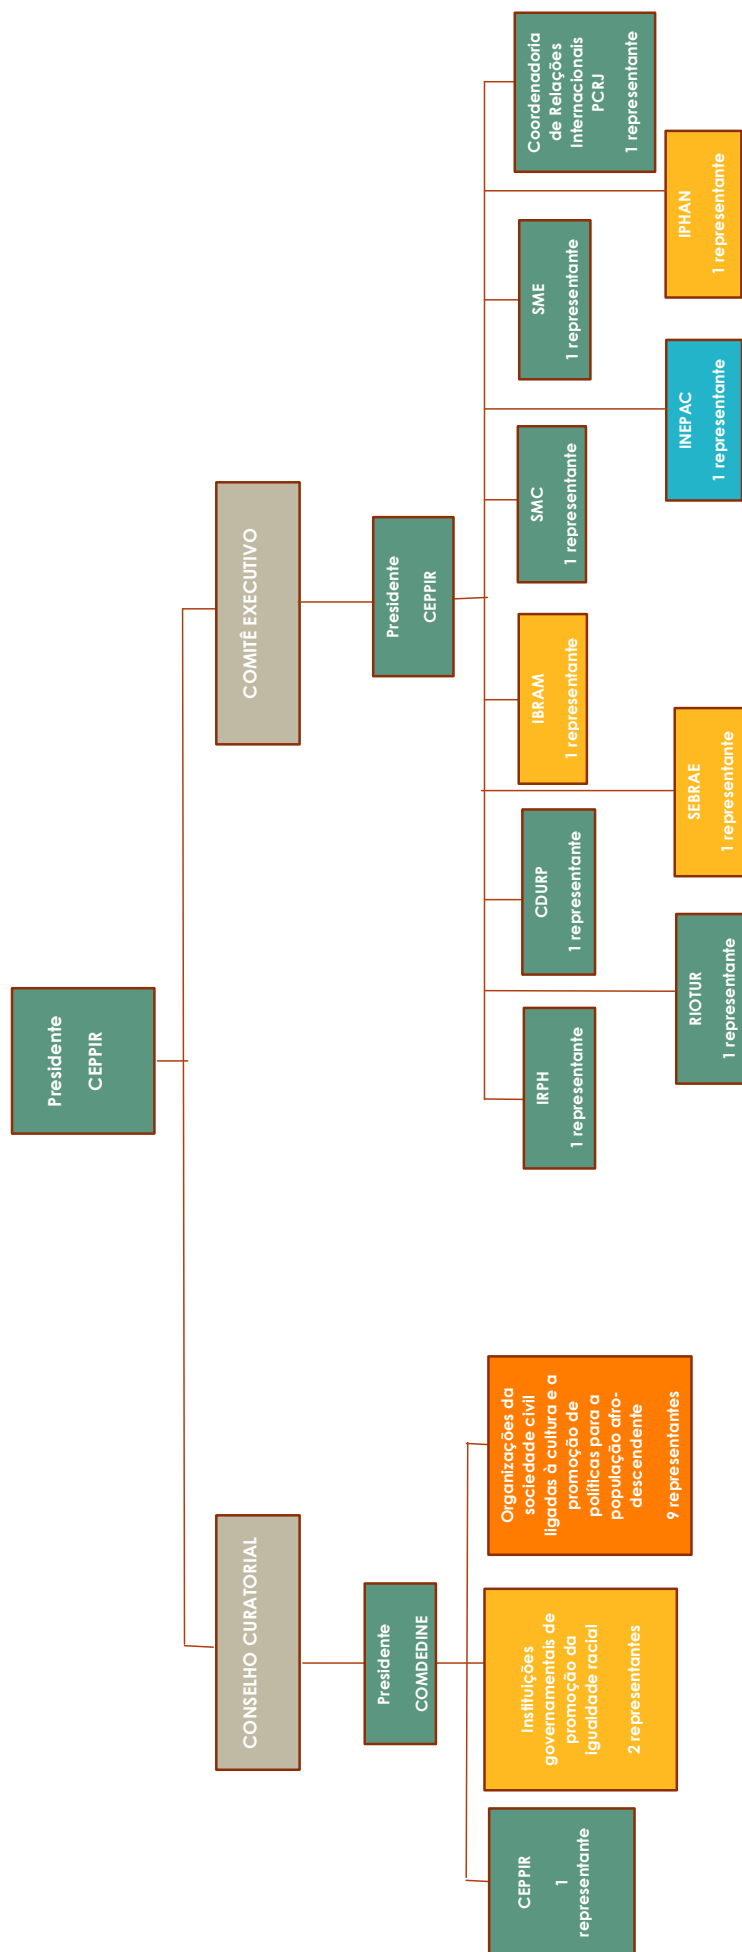 Presidente
CEPPIR
CONSELHO CURATORIAL
COMITÊ EXECUTIVO
Presidente
COMDEDINE
Presidente
CEPPIR
CEPPIR
1
representante
Instituições
governamentais de
promoção da
igualdade racial
2 representantes
Organizações da
sociedade civil
ligadas à cultura e a
promoção de
políticas para a
população afro-
descendente
9 representantes
IRPH
1 representante
CDURP
1 representante
IBRAM
1 representante
SMC
1 representante
SME
1 representante
Coordenadoria
de Relações
Internacionais
PCRJ
1 representante
RIOTUR
1 representante
SEBRAE
1 representante
INEPAC
1 representante
IPHAN
1 representante